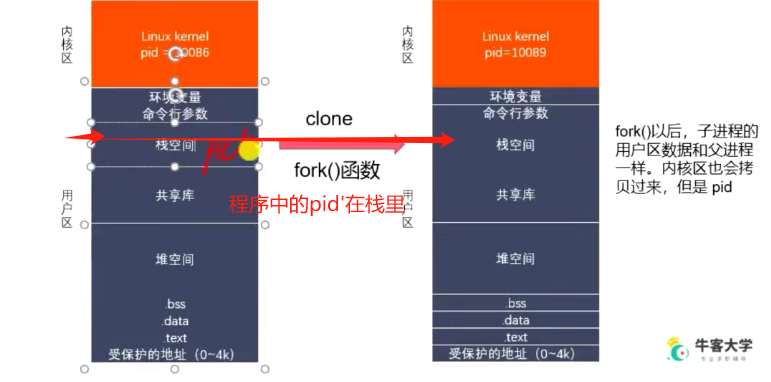 内核区
Linux kernel
pid = 10086
环境变量
命令行参数
栈空间
共享库
用户区
堆空间
.bss
.data
.text
受保护的地址（0~4k）
clone
fork()函数
程序中的pid'在栈里
内核区
Linux kernel
pid=10089
环境变量
命令行参数
栈空间
共享库
用户区
堆空间
.bss
.data
.text
受保护的地址（0~4k）
fork()以后，子进程的
用户区数据和父进程
一样。内核区也会拷
贝过来，但是 pid
牛客大学
专业求职辅导